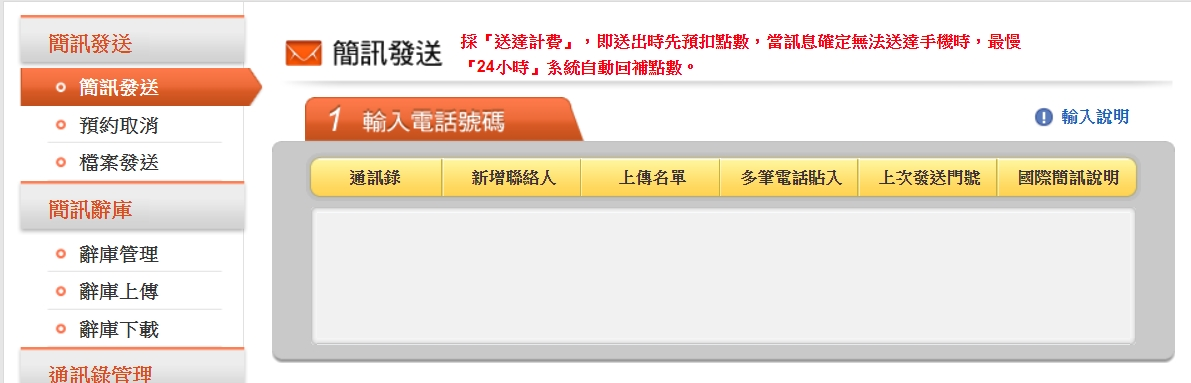 簡訊發送
簡訊發送
預約取消
檔案發送
簡訊辭庫
辭庫管理
辭庫上傳
辭庫下載
通訊錄管理
簡訊發送
採『送達計費』，即送出時先預扣點數，當訊息確定無法送達手機時，最慢
『24小時』系統自動回補點數。
1 輸入電話號碼
輸入說明
通訊錄 新增聯絡人 上傳名單 多筆電話貼入 上次發送門號 國際簡訊說明